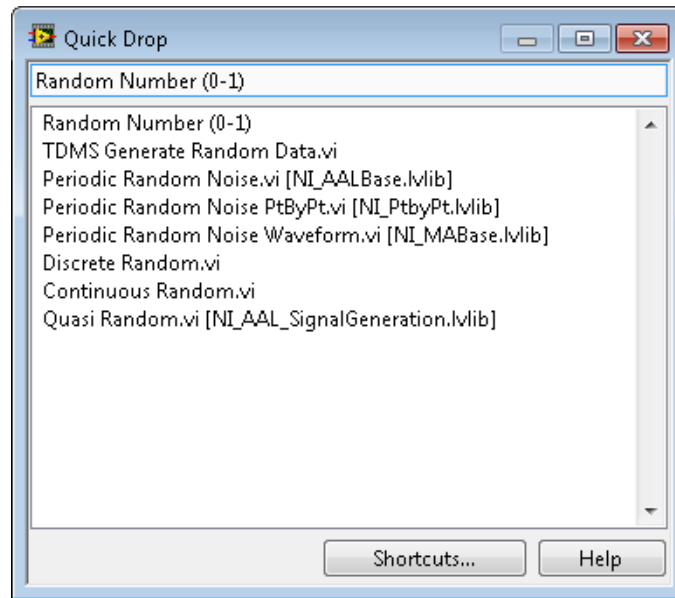 Quick Drop
Random Number (0-1)
Random Number (0-1)
TDMS Generate Random Data.vi
Periodic Random Noise.vi [NI_AALBase.lvlib]
Periodic Random Noise PtByPt.vi [NI_PtbyPt.lvlib]
Periodic Random Noise Waveform.vi [NI_MABase.lvlib]
Discrete Random.vi
Continuous Random.vi
Quasi Random.vi [NI_AAL_SignalGeneration.lvlib]
Shortcuts... Help